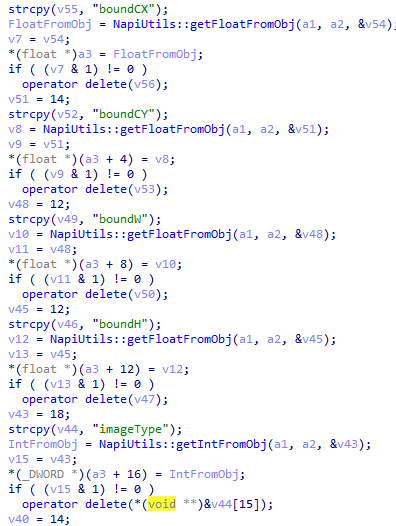 strcpy(v55, "boundCX");
FloatFromObj = NapiUtils::getFloatFromObj(a1, a2, &v54);
v7 = v54;
*(float *)a3 = FloatFromObj;
if ( (v7 & 1) != 0 )
operator delete(v56);
v51 = 14;
strcpy(v52, "boundCY");
v8 = NapiUtils::getFloatFromObj(a1, a2, &v51);
v9 = v51;
*(float *)(a3 + 4) = v8;
if ( (v9 & 1) != 0 )
operator delete(v53);
v48 = 12;
strcpy(v49, "boundW");
v10 = NapiUtils::getFloatFromObj(a1, a2, &v48);
v11 = v48;
*(float *)(a3 + 8) = v10;
if ( (v11 & 1) != 0 )
operator delete(v50);
v45 = 12;
strcpy(v46, "boundH");
v12 = NapiUtils::getFloatFromObj(a1, a2, &v45);
v13 = v45;
*(float *)(a3 + 12) = v12;
if ( (v13 & 1) != 0 )
operator delete(v47);
v43 = 18;
strcpy(v44, "imageType");
IntFromObj = NapiUtils::getIntFromObj(a1, a2, &v43);
v15 = v43;
*(_DWORD *)(a3 + 16) = IntFromObj;
if ( (v15 & 1) != 0 )
operator delete(*(void **)&v44[15]);
v40 = 14;